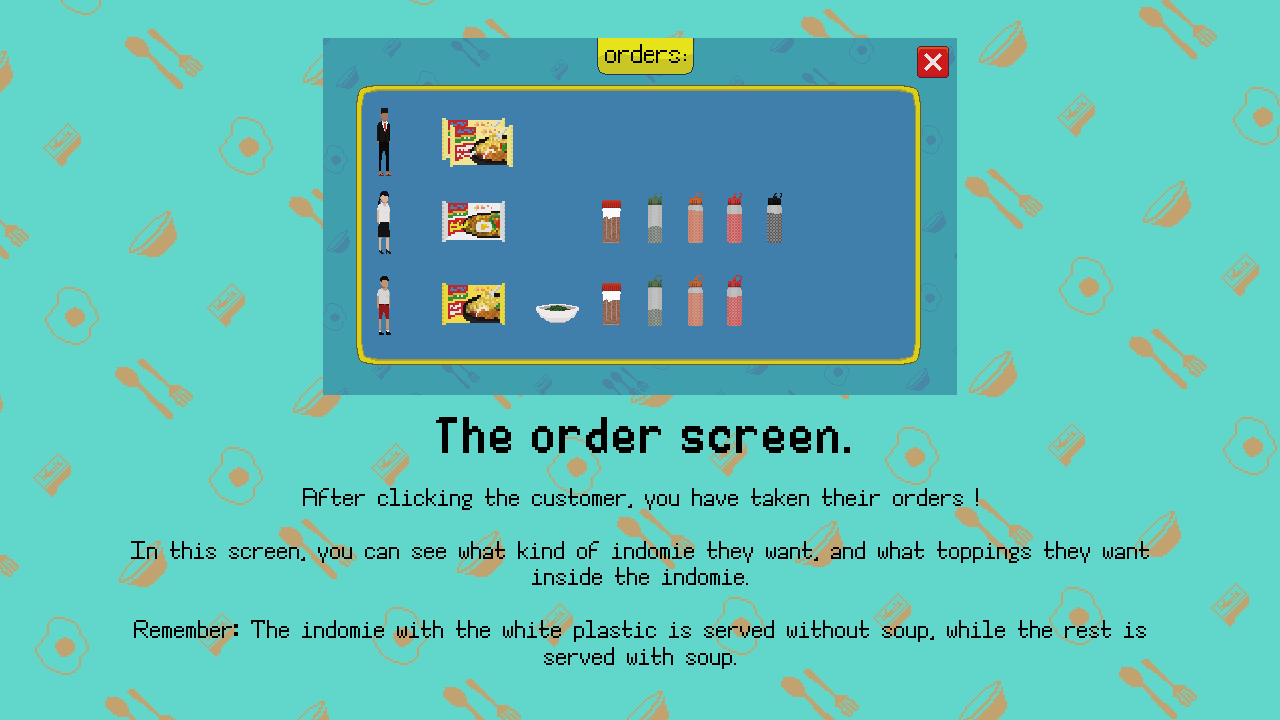 orders:
The order screen.
After clicking the customer, you have taken their orders !
In this screen, you can see what kind of indomie they want, and what toppings they want
inside the indomie.
Remember: The indomie with the white plastic is served without soup, while the rest is
served with soup.